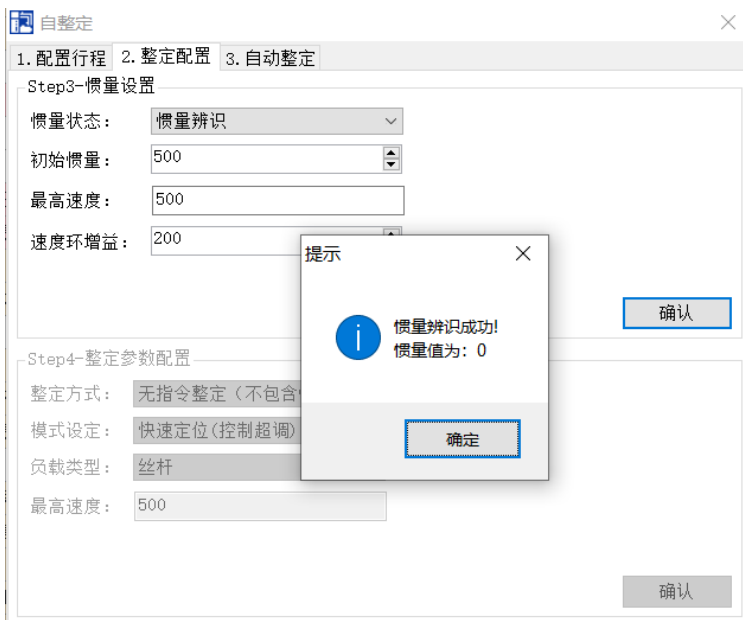 自整定
1.配置行程 2.整定配置 3.自动整定
Step3-惯量设置
惯量状态： 惯量辨识
初始惯量： 500
最高速度： 500
速度环增益： 200
提示
惯量辨识成功!
惯量值为：0
确定
确认
Step4-整定参数配置
整定方式： 无指令整定（不包含
模式设定： 快速定位(控制超调)
负载类型： 丝杆
最高速度： 500
确认